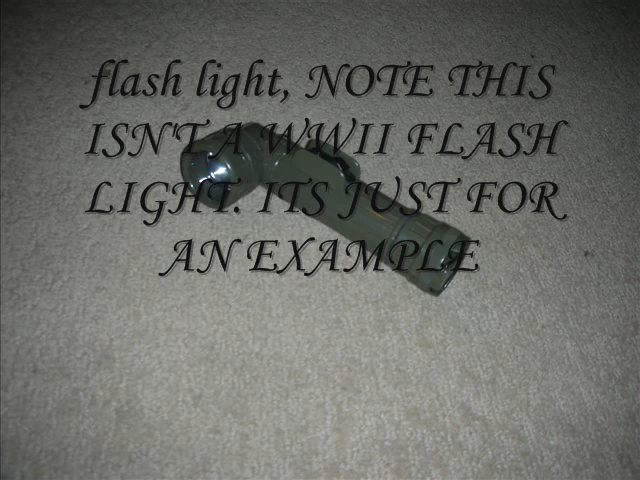 flash light, NOTE THIS
ISN'T A WWII FLASH
LIGHT. ITS JUST FOR
AN EXAMPLE